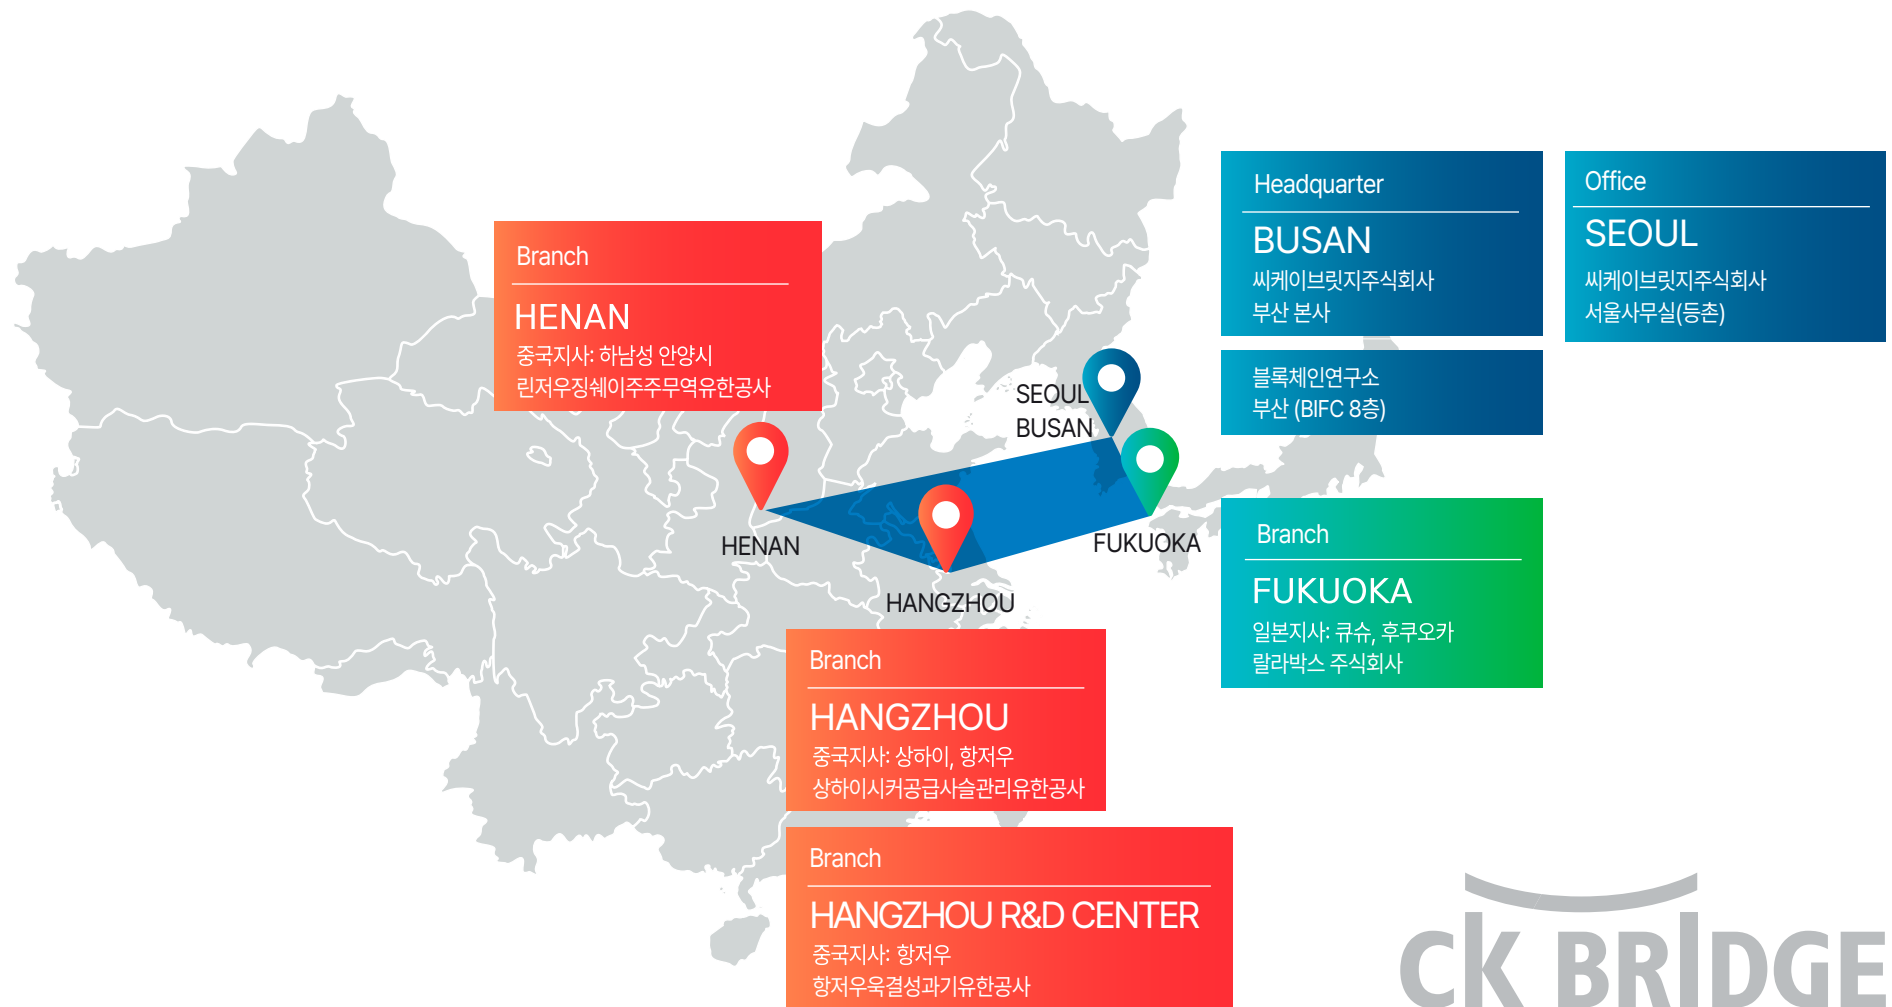 Branch
HENAN
중국지사: 하남성 안양시
린저우징쉐이주주무역유한공사
Headquarter
BUSAN
씨케이브릿지주식회사
부산 본사
Office
SEOUL
씨케이브릿지주식회사
서울사무실(등촌)
블록체인연구소
부산 (BIFC 8층)
SEOUL
BUSAN
HENAN
FUKUOKA
HANGZHOU
Branch
FUKUOKA
일본지사: 큐슈, 후쿠오카
랄라박스 주식회사
Branch
HANGZHOU
중국지사: 상하이, 항저우
상하이시커공급사슬관리유한공사
Branch
HANGZHOU R&D CENTER
중국지사: 항저우
항저우욱결성과기유한공사
CK BRIDGE